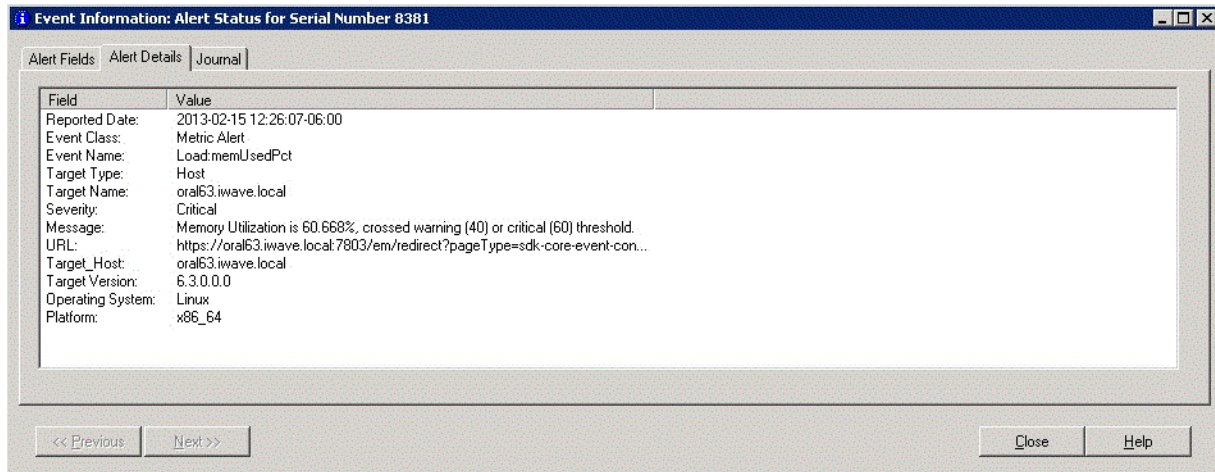 Event Information: Alert Status for Serial Number 8381
Alert Fields Alert Details Journal
Field Value
Reported Date: 2013-02-15 12:26:07-06:00
Event Class: Metric Alert
Event Name: Load:memUsedPct
Target Type: Host
Target Name: oral63.iwave.local
Severity: Critical
Message: Memory Utilization is 60.668%, crossed warning (40) or critical (60) threshold.
URL: https://oral63.iwave.local:7803/em/redirect?pageType=sdk-core-event-con...
Target_Host: oral63.iwave.local
Target Version: 6.3.0.0.0
Operating System: Linux
Platform: x86_64
<< Previous Next >> Close Help